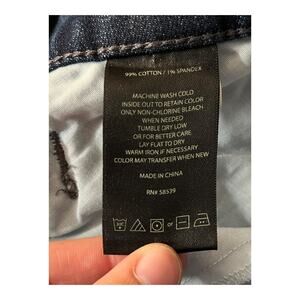 99% COTTON / 1% SPANDEX
MACHINE WASH COLD
INSIDE OUT TO RETAIN COLOR
ONLY NON-CHLORINE BLEACH
WHEN NEEDED
TUMBLE DRY LOW
OR FOR BETTER CARE
LAY FLAT TO DRY
WARM IRON IF NECESSARY
COLOR MAY TRANSFER WHEN NEW
MADE IN CHINA
RN# 58539
or